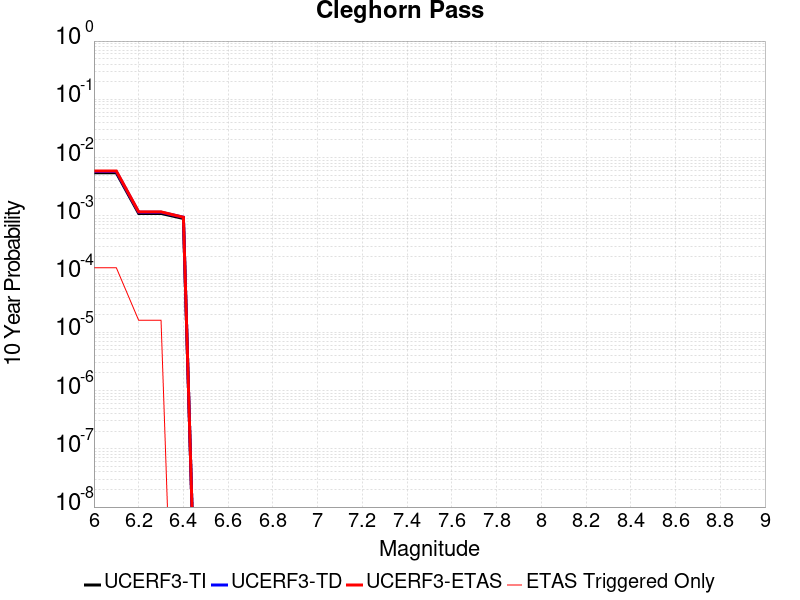 Cleghorn Pass
10^0
10^-1
10^-2
10^-3
10^-4
10^-5
10^-6
10^-7
10^-8
10 Year Probability
6 6.2 6.4 6.6 6.8 7 7.2 7.4 7.6 7.8 8 8.2 8.4 8.6 8.8 9
Magnitude
UCERF3-TI UCERF3-TD UCERF3-ETAS ETAS Triggered Only